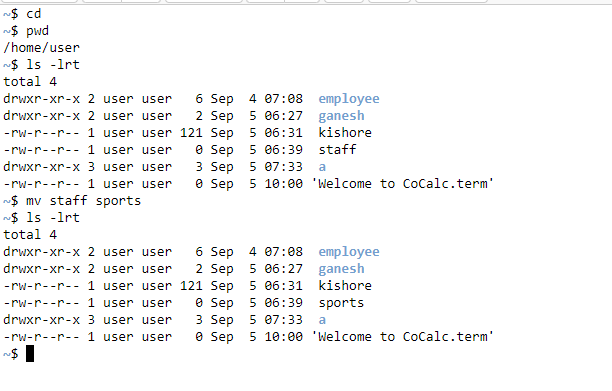 ~$ cd
~$ pwd
/home/user
~$ ls -lrt
total 4
drwxr-xr-x 2 user user   6 Sep  4 07:08  employee
drwxr-xr-x 2 user user   2 Sep  5 06:27  ganesh
-rw-r--r-- 1 user user 121 Sep  5 06:31  kishore
-rw-r--r-- 1 user user   0 Sep  5 06:39  staff
drwxr-xr-x 3 user user   3 Sep  5 07:33  a
-rw-r--r-- 1 user user   0 Sep  5 10:00 'Welcome to CoCalc.term'
~$ mv staff sports
~$ ls -lrt
total 4
drwxr-xr-x 2 user user   6 Sep  4 07:08  employee
drwxr-xr-x 2 user user   2 Sep  5 06:27  ganesh
-rw-r--r-- 1 user user 121 Sep  5 06:31  kishore
-rw-r--r-- 1 user user   0 Sep  5 06:39  sports
drwxr-xr-x 3 user user   3 Sep  5 07:33  a
-rw-r--r-- 1 user user   0 Sep  5 10:00 'Welcome to CoCalc.term'
~$